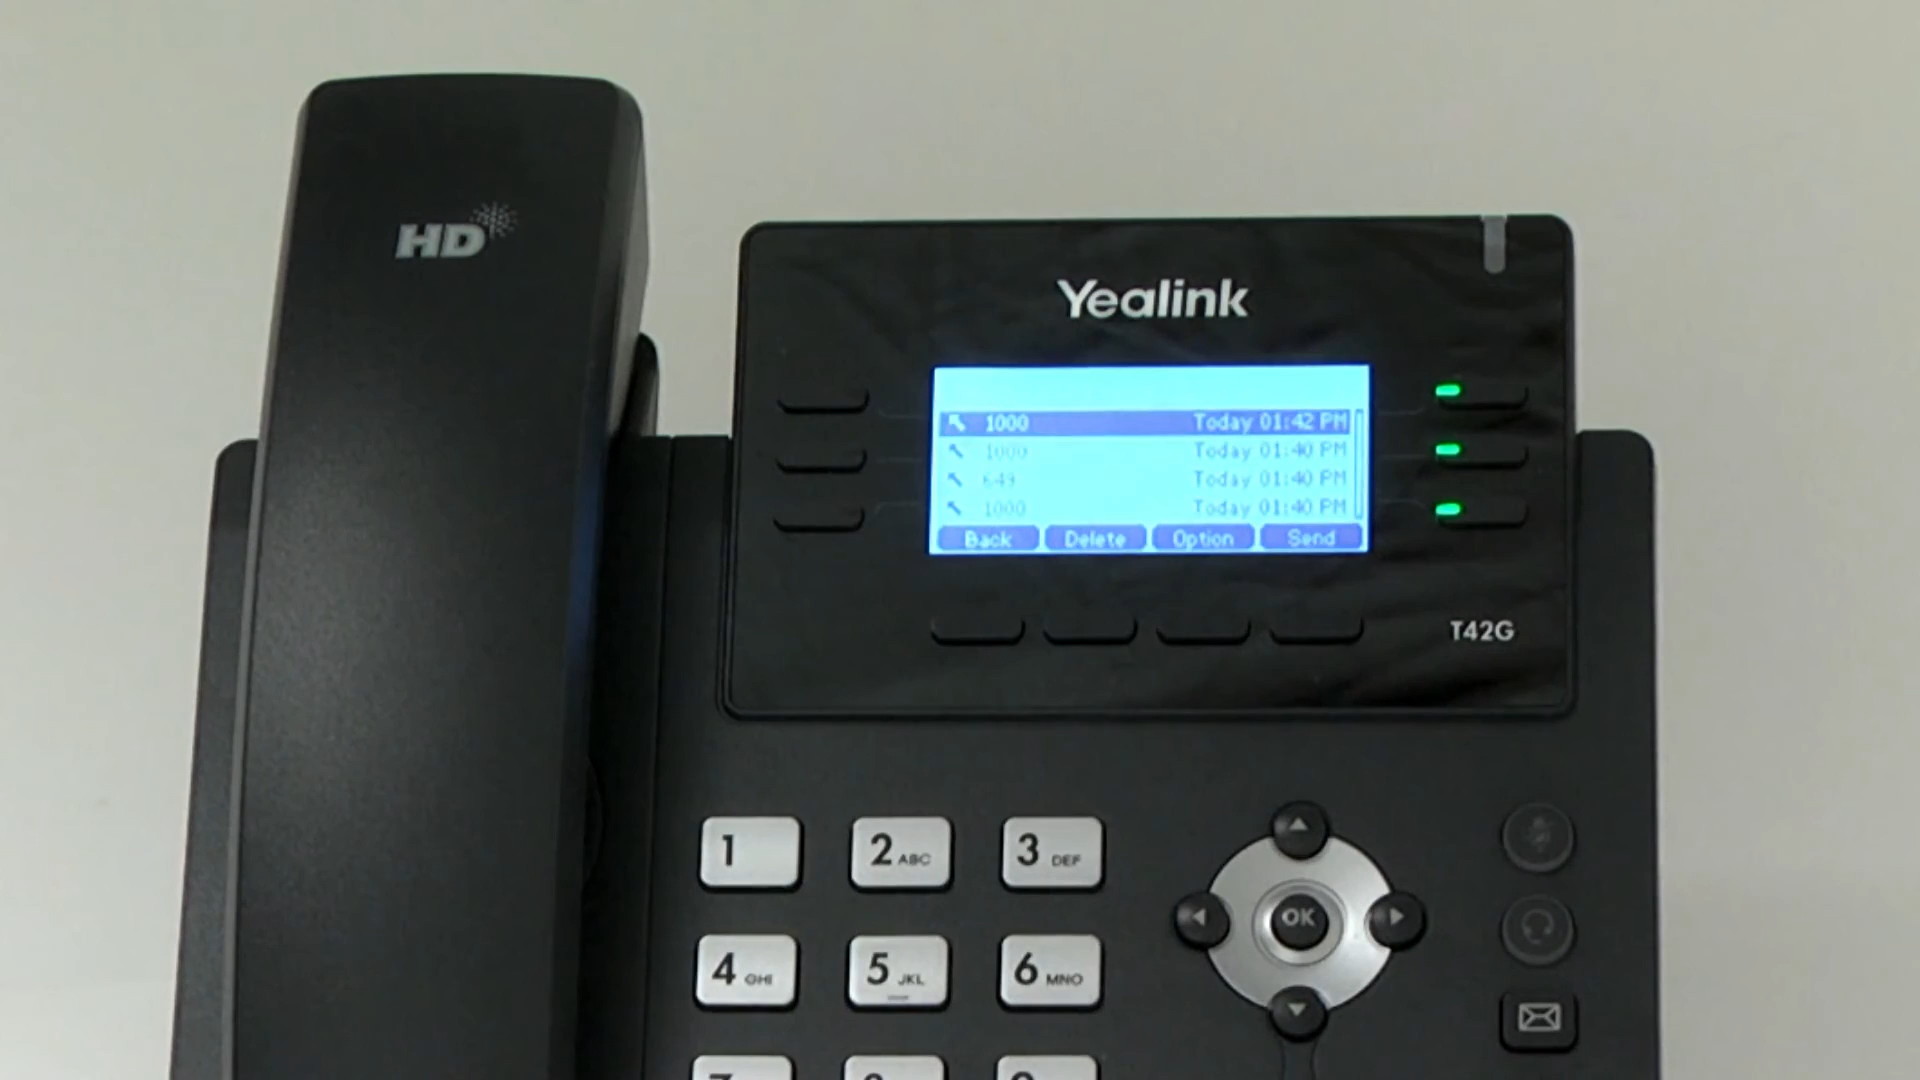 HD
Yealink
1000 Today 01:42 PM
1000 Today 01:40 PM
649 Today 01:40 PM
1000 Today 01:40 PM
Back Delete Option Send
T42G
1 2 ABC 3 DEF
OK
4 GHI 5 JKL 6 MNO